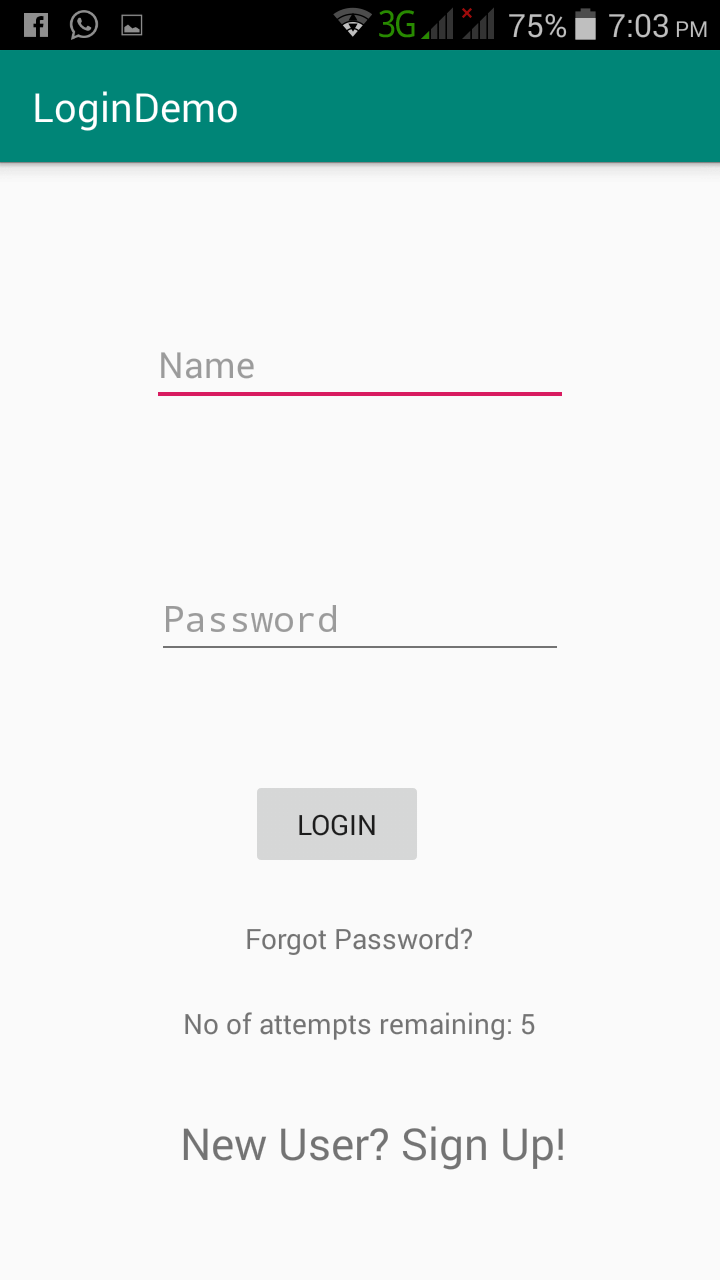 3G 75% 7:03 PM
LoginDemo
Name
Password
LOGIN
Forgot Password?
No of attempts remaining: 5
New User? Sign Up!